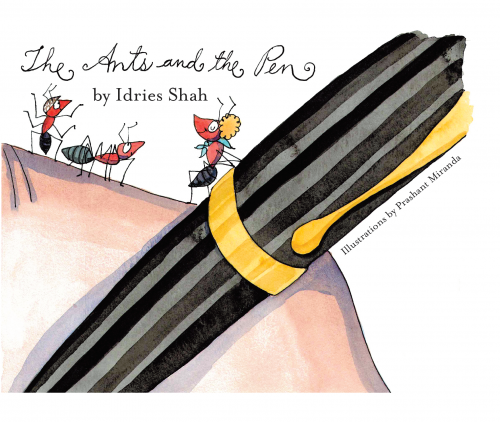 The Ants and the Pen
by Idries Shah
Illustrations by Prashant Miranda